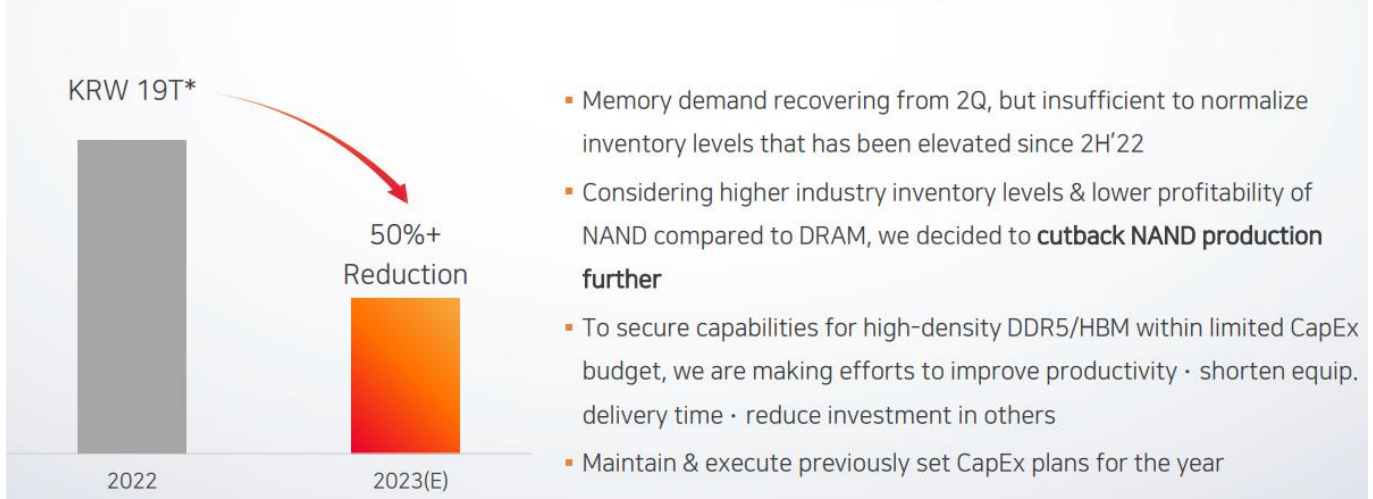 KRW 19T*
50%+
Reduction
2022
2023(E)
▪ Memory demand recovering from 2Q, but insufficient to normalize
inventory levels that has been elevated since 2H’22
▪ Considering higher industry inventory levels & lower profitability of
NAND compared to DRAM, we decided to cutback NAND production
further
▪ To secure capabilities for high-density DDR5/HBM within limited CapEx
budget, we are making efforts to improve productivity · shorten equip.
delivery time · reduce investment in others
▪ Maintain & execute previously set CapEx plans for the year